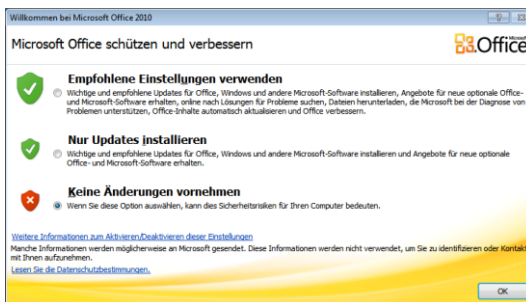 Willkommen bei Microsoft Office 2010
Microsoft Office schützen und verbessern
Microsoft
Office
Empfohlene Einstellungen verwenden
Wichtige und empfohlene Updates für Office, Windows und andere Microsoft-Software installieren, Angebote für neue optionale Office-
und Microsoft-Software erhalten, online nach Lösungen für Probleme suchen, Dateien herunterladen, die Microsoft bei der Diagnose von
Problemen unterstützen, Office-Inhalte automatisch aktualisieren und Office verbessern.
Nur Updates installieren
Wichtige und empfohlene Updates für Office, Windows und andere Microsoft-Software installieren und Angebote für neue optionale
Office- und Microsoft-Software erhalten.
Keine Änderungen vornehmen
Wenn Sie diese Option auswählen, kann dies Sicherheitsrisiken für Ihren Computer bedeuten.
Weitere Informationen zum Aktivieren/Deaktivieren dieser Einstellungen
Manche Informationen werden möglicherweise an Microsoft gesendet. Diese Informationen werden nicht verwendet, um Sie zu identifizieren oder Kontakt
mit Ihnen aufzunehmen.
Lesen Sie die Datenschutzbestimmungen.
OK